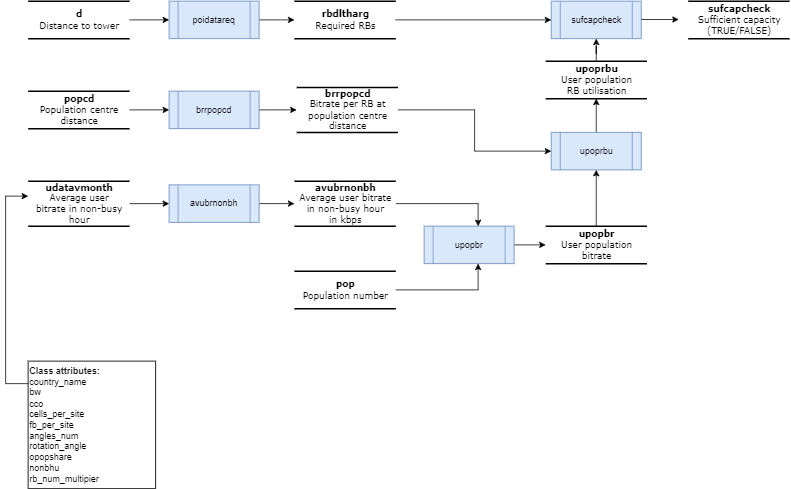 d
Distance to tower
poidatareq
rbdltharg
Required RBs
sufcapcheck
sufcapcheck
Sufficient capacity
(TRUE/FALSE)
upoprbu
User population
RB utilisation
popcd
Population centre
distance
brrpopcd
brrpopcd
Bitrate per RB at
population centre
distance
upoprbu
udatavmonth
Average user
bitrate in non-busy
hour
avubrnonbh
avubrnonbh
Average user bitrate
in non-busy hour
in kbps
upopbr
upopbr
User population
bitrate
pop
Population number
Class attributes:
country_name
bw
cco
cells_per_site
fb_per_site
angles_num
rotation_angle
opopshare
nonbhu
rb_num_multipier